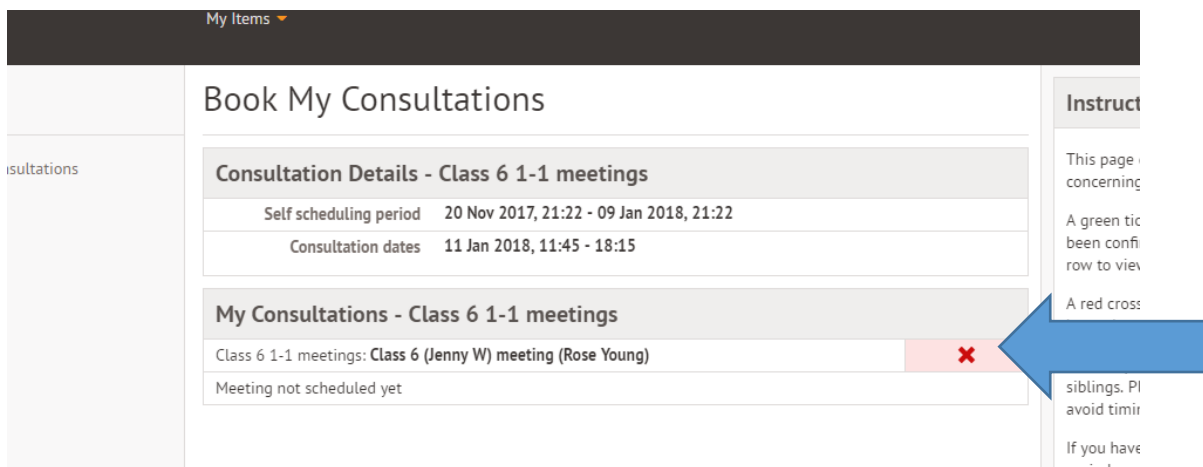 My Items
Book My Consultations
Consultation Details - Class 6 1-1 meetings
Self scheduling period 20 Nov 2017, 21:22 - 09 Jan 2018, 21:22
Consultation dates 11 Jan 2018, 11:45 - 18:15
My Consultations - Class 6 1-1 meetings
Class 6 1-1 meetings: Class 6 (Jenny W) meeting (Rose Young)
Meeting not scheduled yet
nsultations
Instruct
This page
concerning
A green tic
been confi
row to view
A red cross
siblings. Pl
avoid timin
If you have